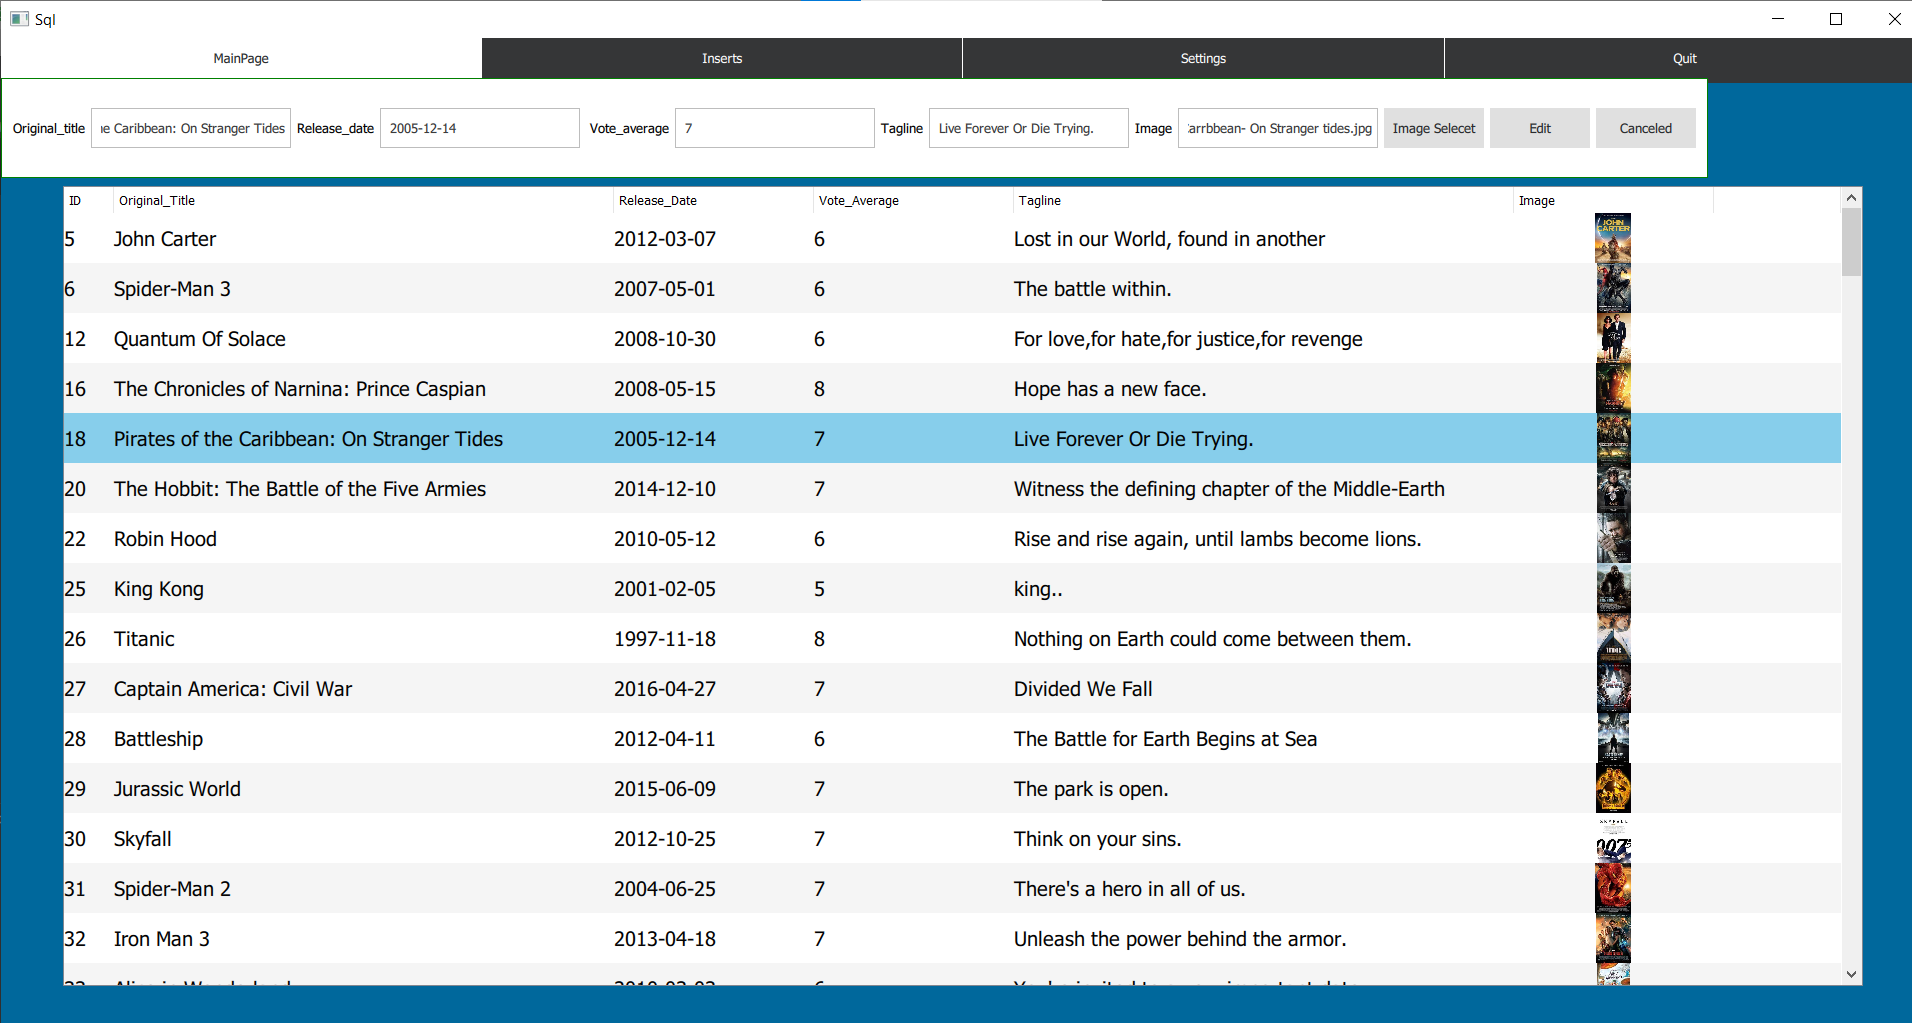 Sql
MainPage Inserts Settings Quit
Original_title e Caribbean: On Stranger Tides Release_date 2005-12-14 Vote_average 7 Tagline Live Forever Or Die Trying. Image Carrbbean- On Stranger tides.jpg Image Selecet Edit Canceled
ID Original_Title Release_Date Vote_Average Tagline Image
5 John Carter 2012-03-07 6 Lost in our World, found in another
6 Spider-Man 3 2007-05-01 6 The battle within.
12 Quantum Of Solace 2008-10-30 6 For love,for hate,for justice,for revenge
16 The Chronicles of Narnina: Prince Caspian 2008-05-15 8 Hope has a new face.
18 Pirates of the Caribbean: On Stranger Tides 2005-12-14 7 Live Forever Or Die Trying.
20 The Hobbit: The Battle of the Five Armies 2014-12-10 7 Witness the defining chapter of the Middle-Earth
22 Robin Hood 2010-05-12 6 Rise and rise again, until lambs become lions.
25 King Kong 2001-02-05 5 king..
26 Titanic 1997-11-18 8 Nothing on Earth could come between them.
27 Captain America: Civil War 2016-04-27 7 Divided We Fall
28 Battleship 2012-04-11 6 The Battle for Earth Begins at Sea
29 Jurassic World 2015-06-09 7 The park is open.
30 Skyfall 2012-10-25 7 Think on your sins.
31 Spider-Man 2 2004-06-25 7 There's a hero in all of us.
32 Iron Man 3 2013-04-18 7 Unleash the power behind the armor.